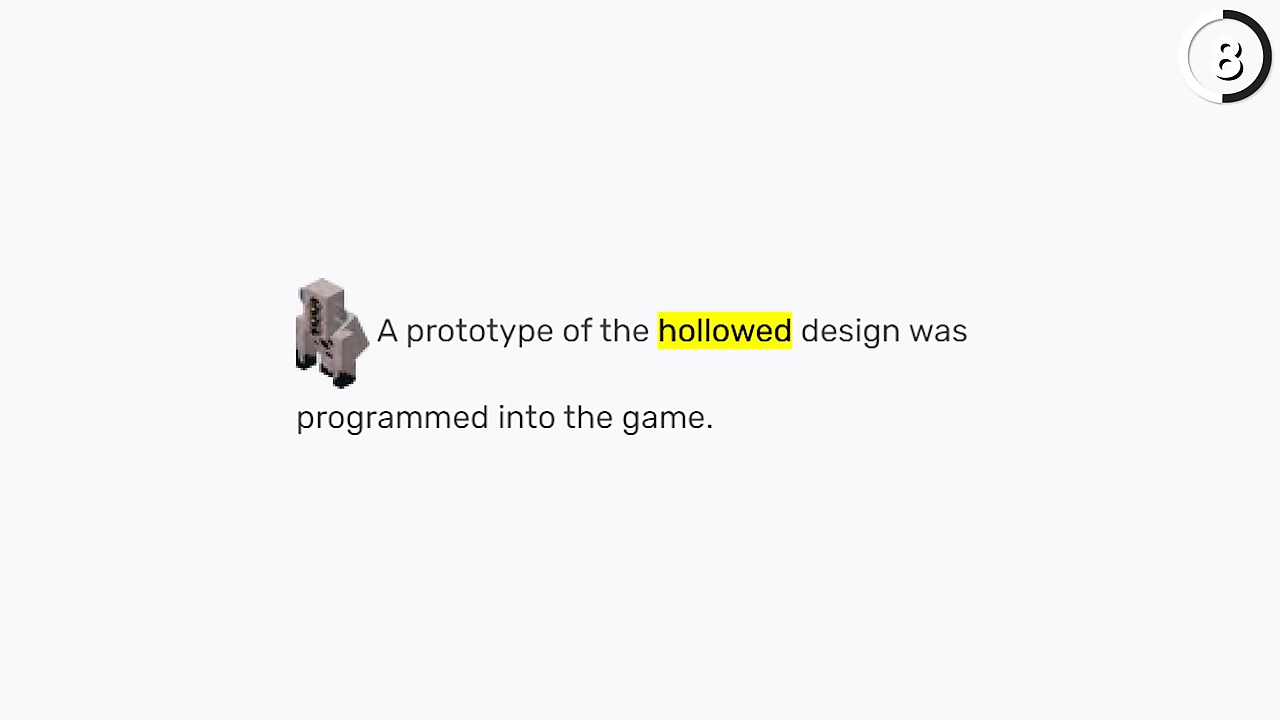 8
A prototype of the hollowed design was
programmed into the game.